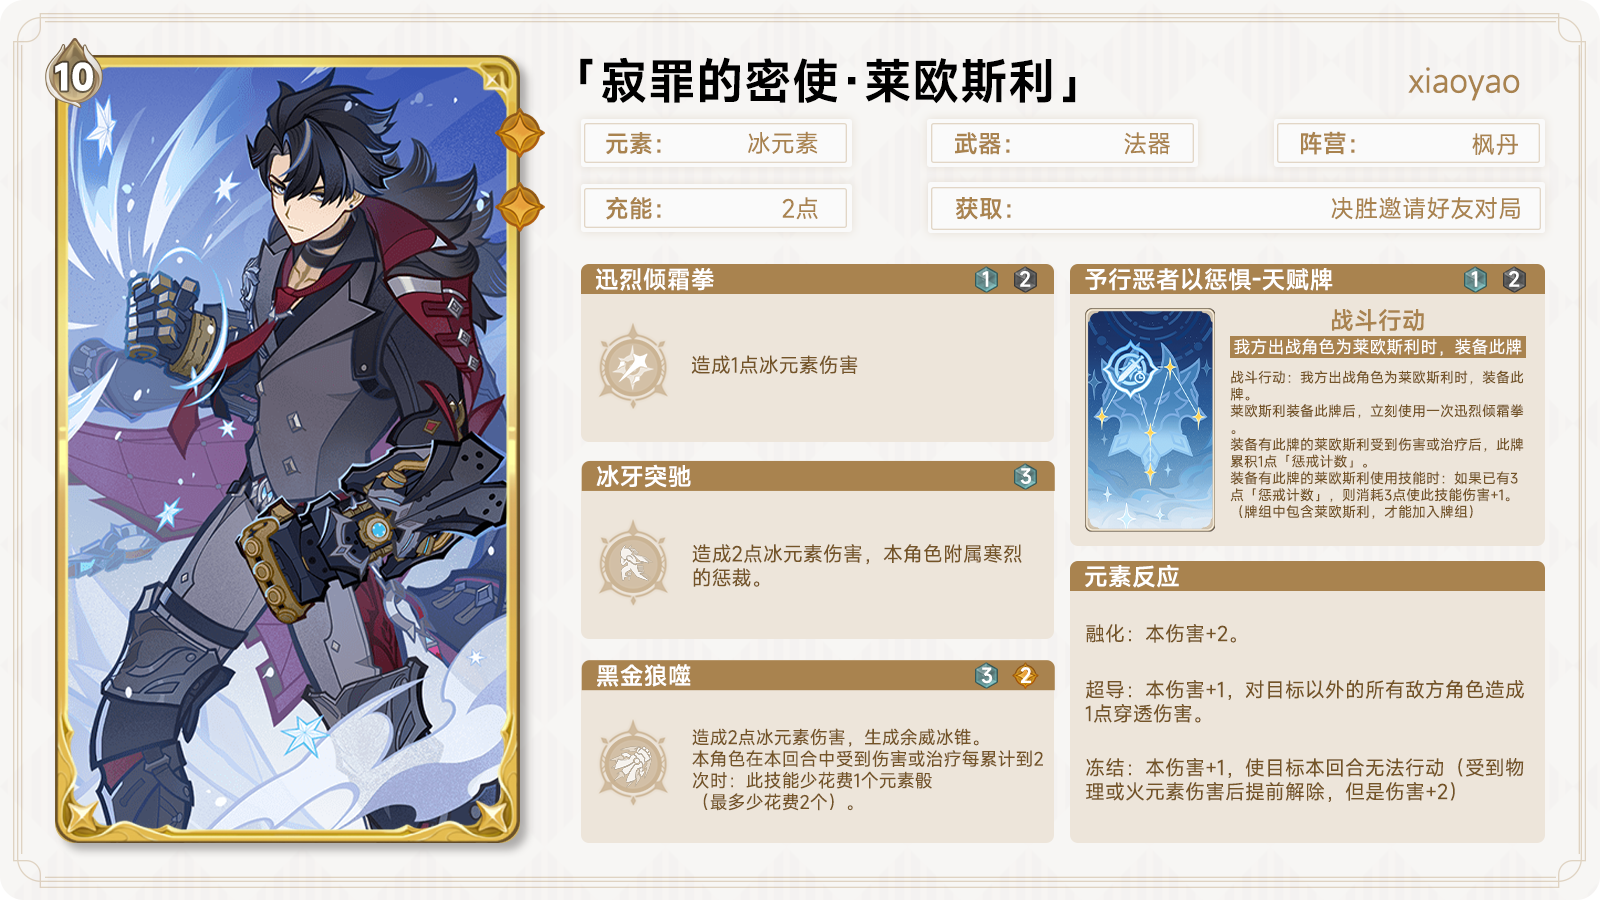 10
「寂罪的密使·莱欧斯利」
xiaoyao
元素: 冰元素
武器: 法器
阵营: 枫丹
充能: 2点
获取: 决胜邀请好友对局
迅烈倾霜拳 1 2
造成1点冰元素伤害
冰牙突驰 3
造成2点冰元素伤害，本角色附属寒烈
的惩裁。
黑金狼噬 3 2
造成2点冰元素伤害，生成余威冰锥。
本角色在本回合中受到伤害或治疗每累计到2
次时：此技能少花费1个元素骰
（最多少花费2个）。
予行恶者以惩惧-天赋牌 1 2
战斗行动
我方出战角色为莱欧斯利时，装备此牌
战斗行动：我方出战角色为莱欧斯利时，装备此
牌。
莱欧斯利装备此牌后，立刻使用一次迅烈倾霜拳
。
装备有此牌的莱欧斯利受到伤害或治疗后，此牌
累积1点「惩戒计数」。
装备有此牌的莱欧斯利使用技能时：如果已有3
点「惩戒计数」，则消耗3点使此技能伤害+1。
（牌组中包含莱欧斯利，才能加入牌组）
元素反应
融化：本伤害+2。
超导：本伤害+1，对目标以外的所有敌方角色造成
1点穿透伤害。
冻结：本伤害+1，使目标本回合无法行动（受到物
理或火元素伤害后提前解除，但是伤害+2）